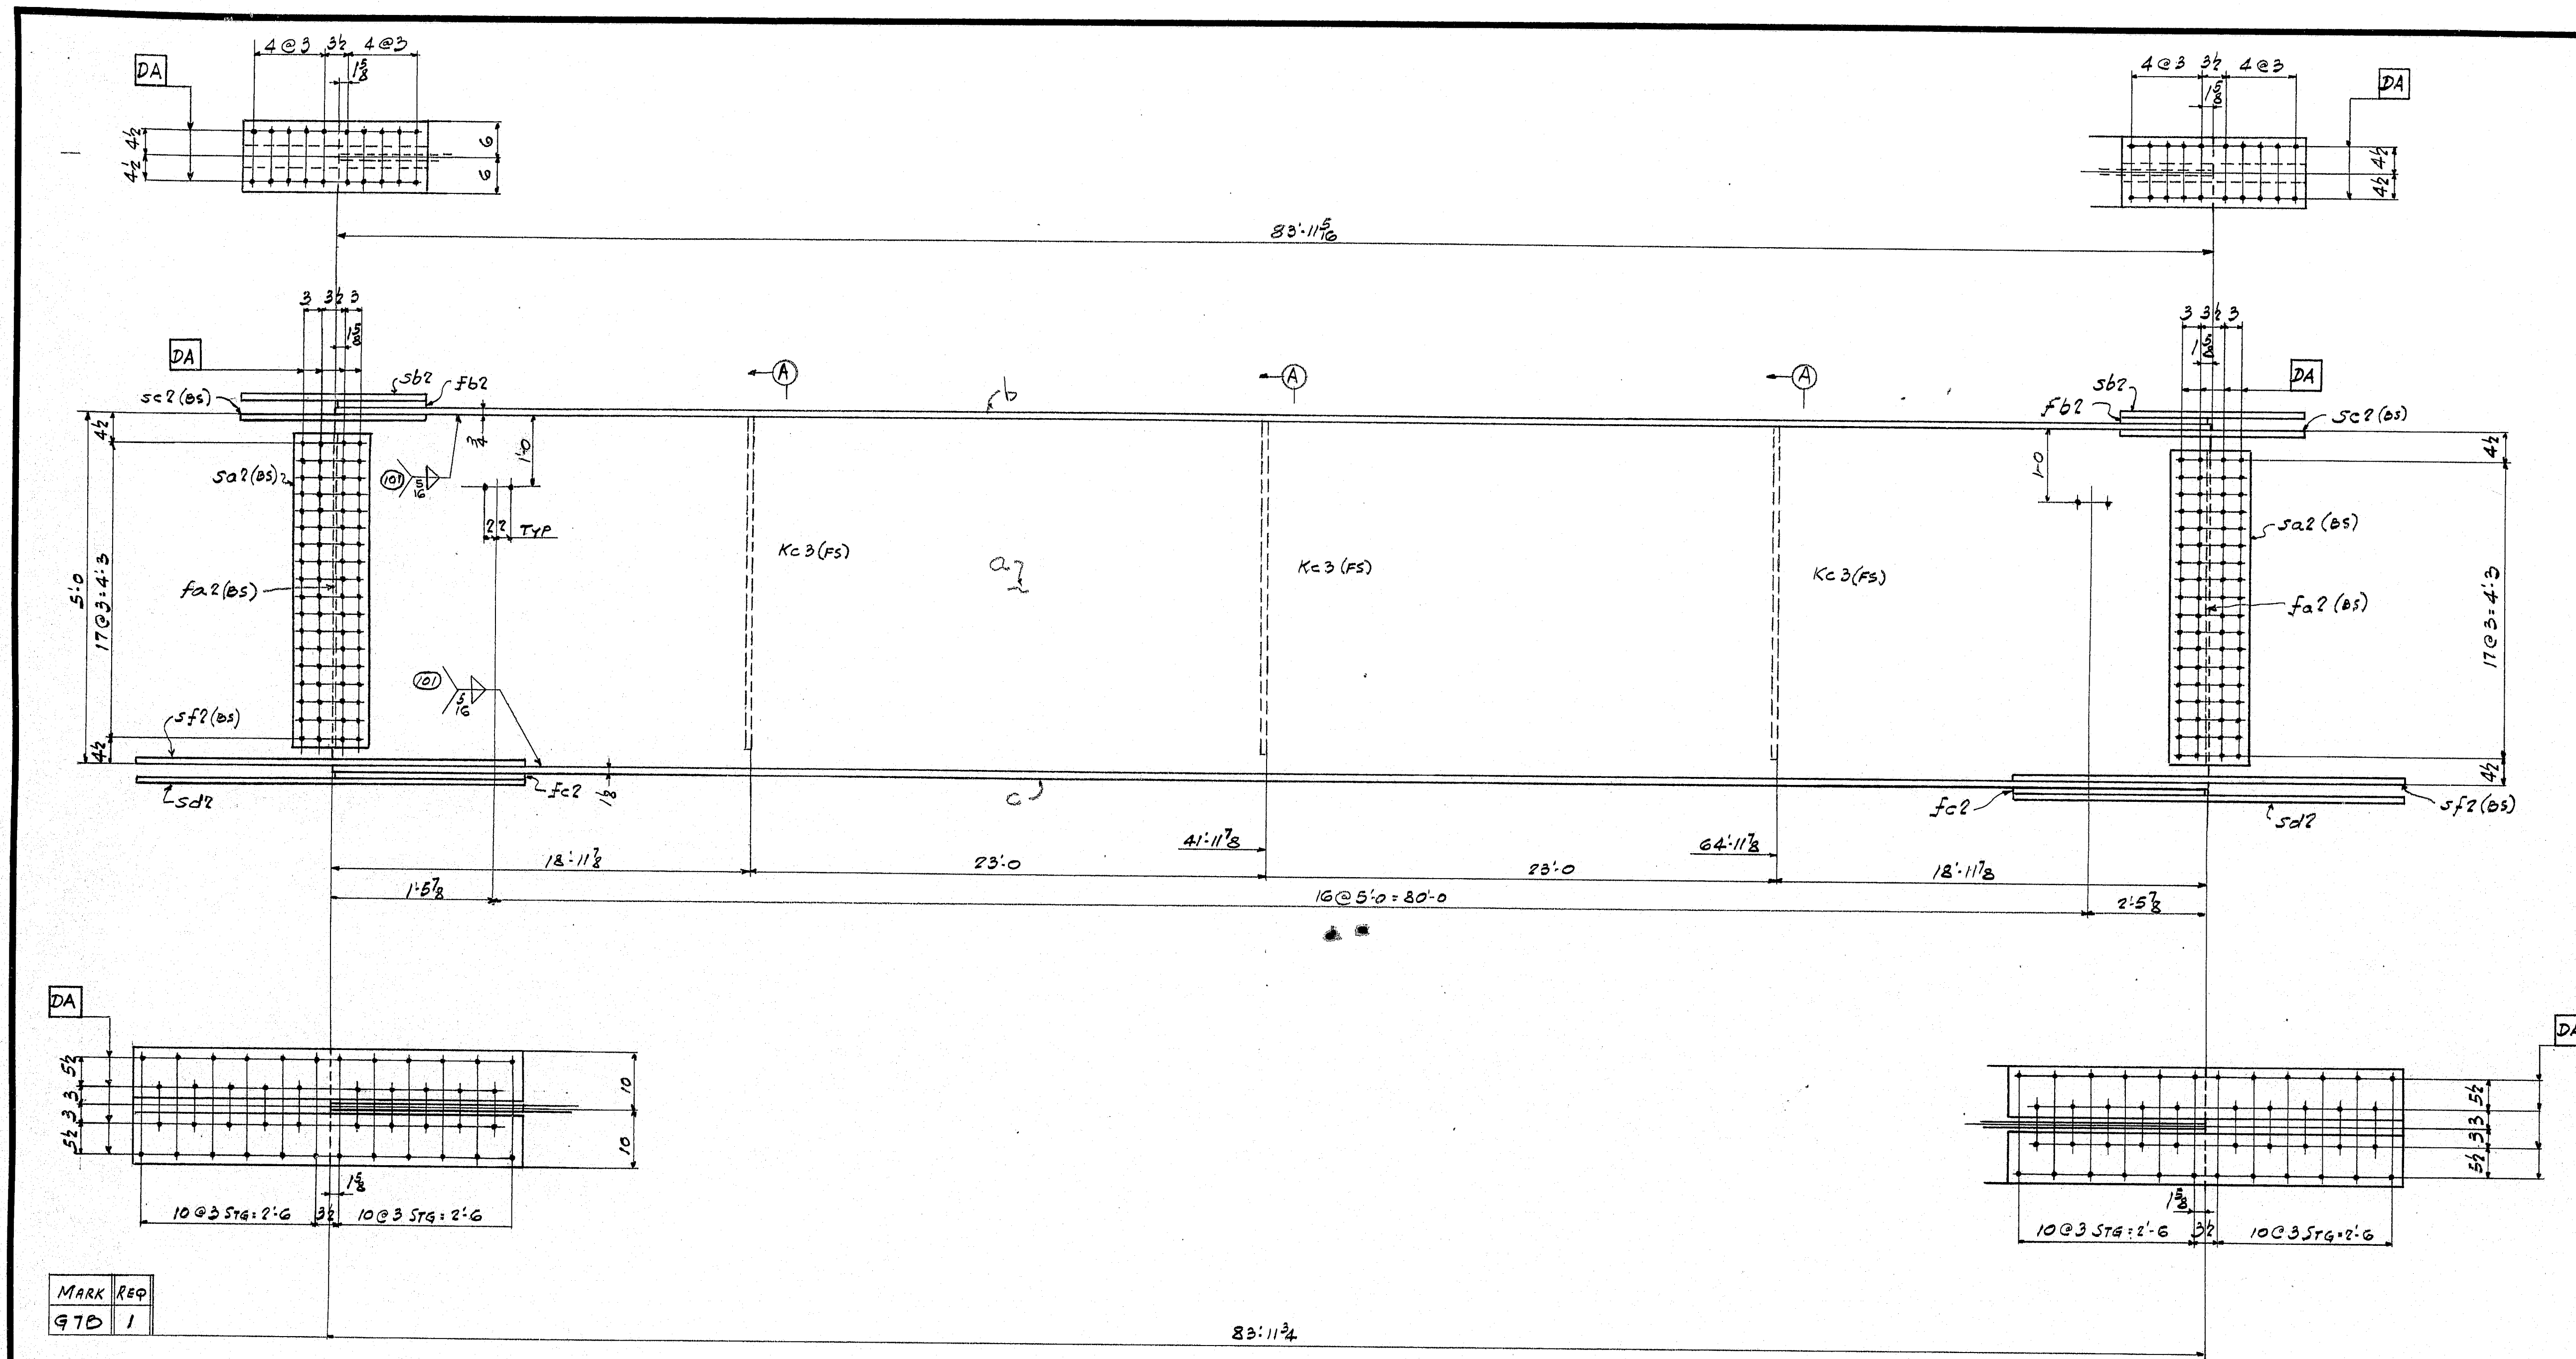 4@3 3½ 4@3
1⅝
DA
4½
4½
6
6
4@3 3½ 4@3
1⅝
DA
4½
4½
83'-11 5/16
3 3½ 3
1⅝
DA
sb2
fb2
sc2(BS)
A
A
A
b
3 3½ 3
1⅝
DA
sb2
fb2
sc2(BS)
4½
17@3=4'-3
5'-0
4½
sa2(BS)
fa2(BS)
101
5/16
¾
1'-0
2 2 TYP
Kc3(FS)
a
Kc3(FS)
Kc3(FS)
1-0
sa2(BS)
fa2(BS)
4½
17@3=4'-3
4½
101
5/16
sf2(BS)
sd2
fc2
1⅛
c
fc2
sf2(BS)
sd2
18'-11⅞
23'-0
41'-11⅞
23'-0
64'-11⅞
18'-11⅞
1'-5⅞
16@5'-0=80'-0
2'-5⅞
DA
5½
3
3
5½
10
10
1⅝
10@3 STG=2'-6 3½ 10@3 STG=2'-6
DA
5½
3
3
5½
1⅝
10@3 STG=2'-6 3½ 10@3 STG=2'-6
MARK REQ
G7B 1
83'-11¾